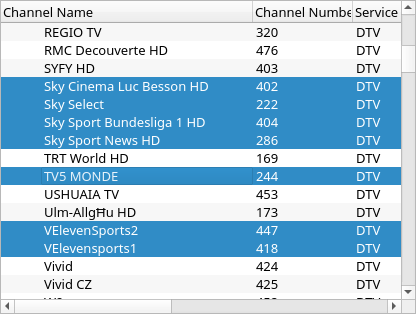 Channel Name Channel Numbe Service
REGIO TV 320 DTV
RMC Decouverte HD 476 DTV
SYFY HD 403 DTV
Sky Cinema Luc Besson HD 402 DTV
Sky Select 222 DTV
Sky Sport Bundesliga 1 HD 404 DTV
Sky Sport News HD 286 DTV
TRT World HD 169 DTV
TV5 MONDE 244 DTV
USHUAIA TV 453 DTV
Ulm-AllgĦu HD 173 DTV
VElevenSports2 447 DTV
VElevensports1 418 DTV
Vivid 424 DTV
Vivid CZ 425 DTV